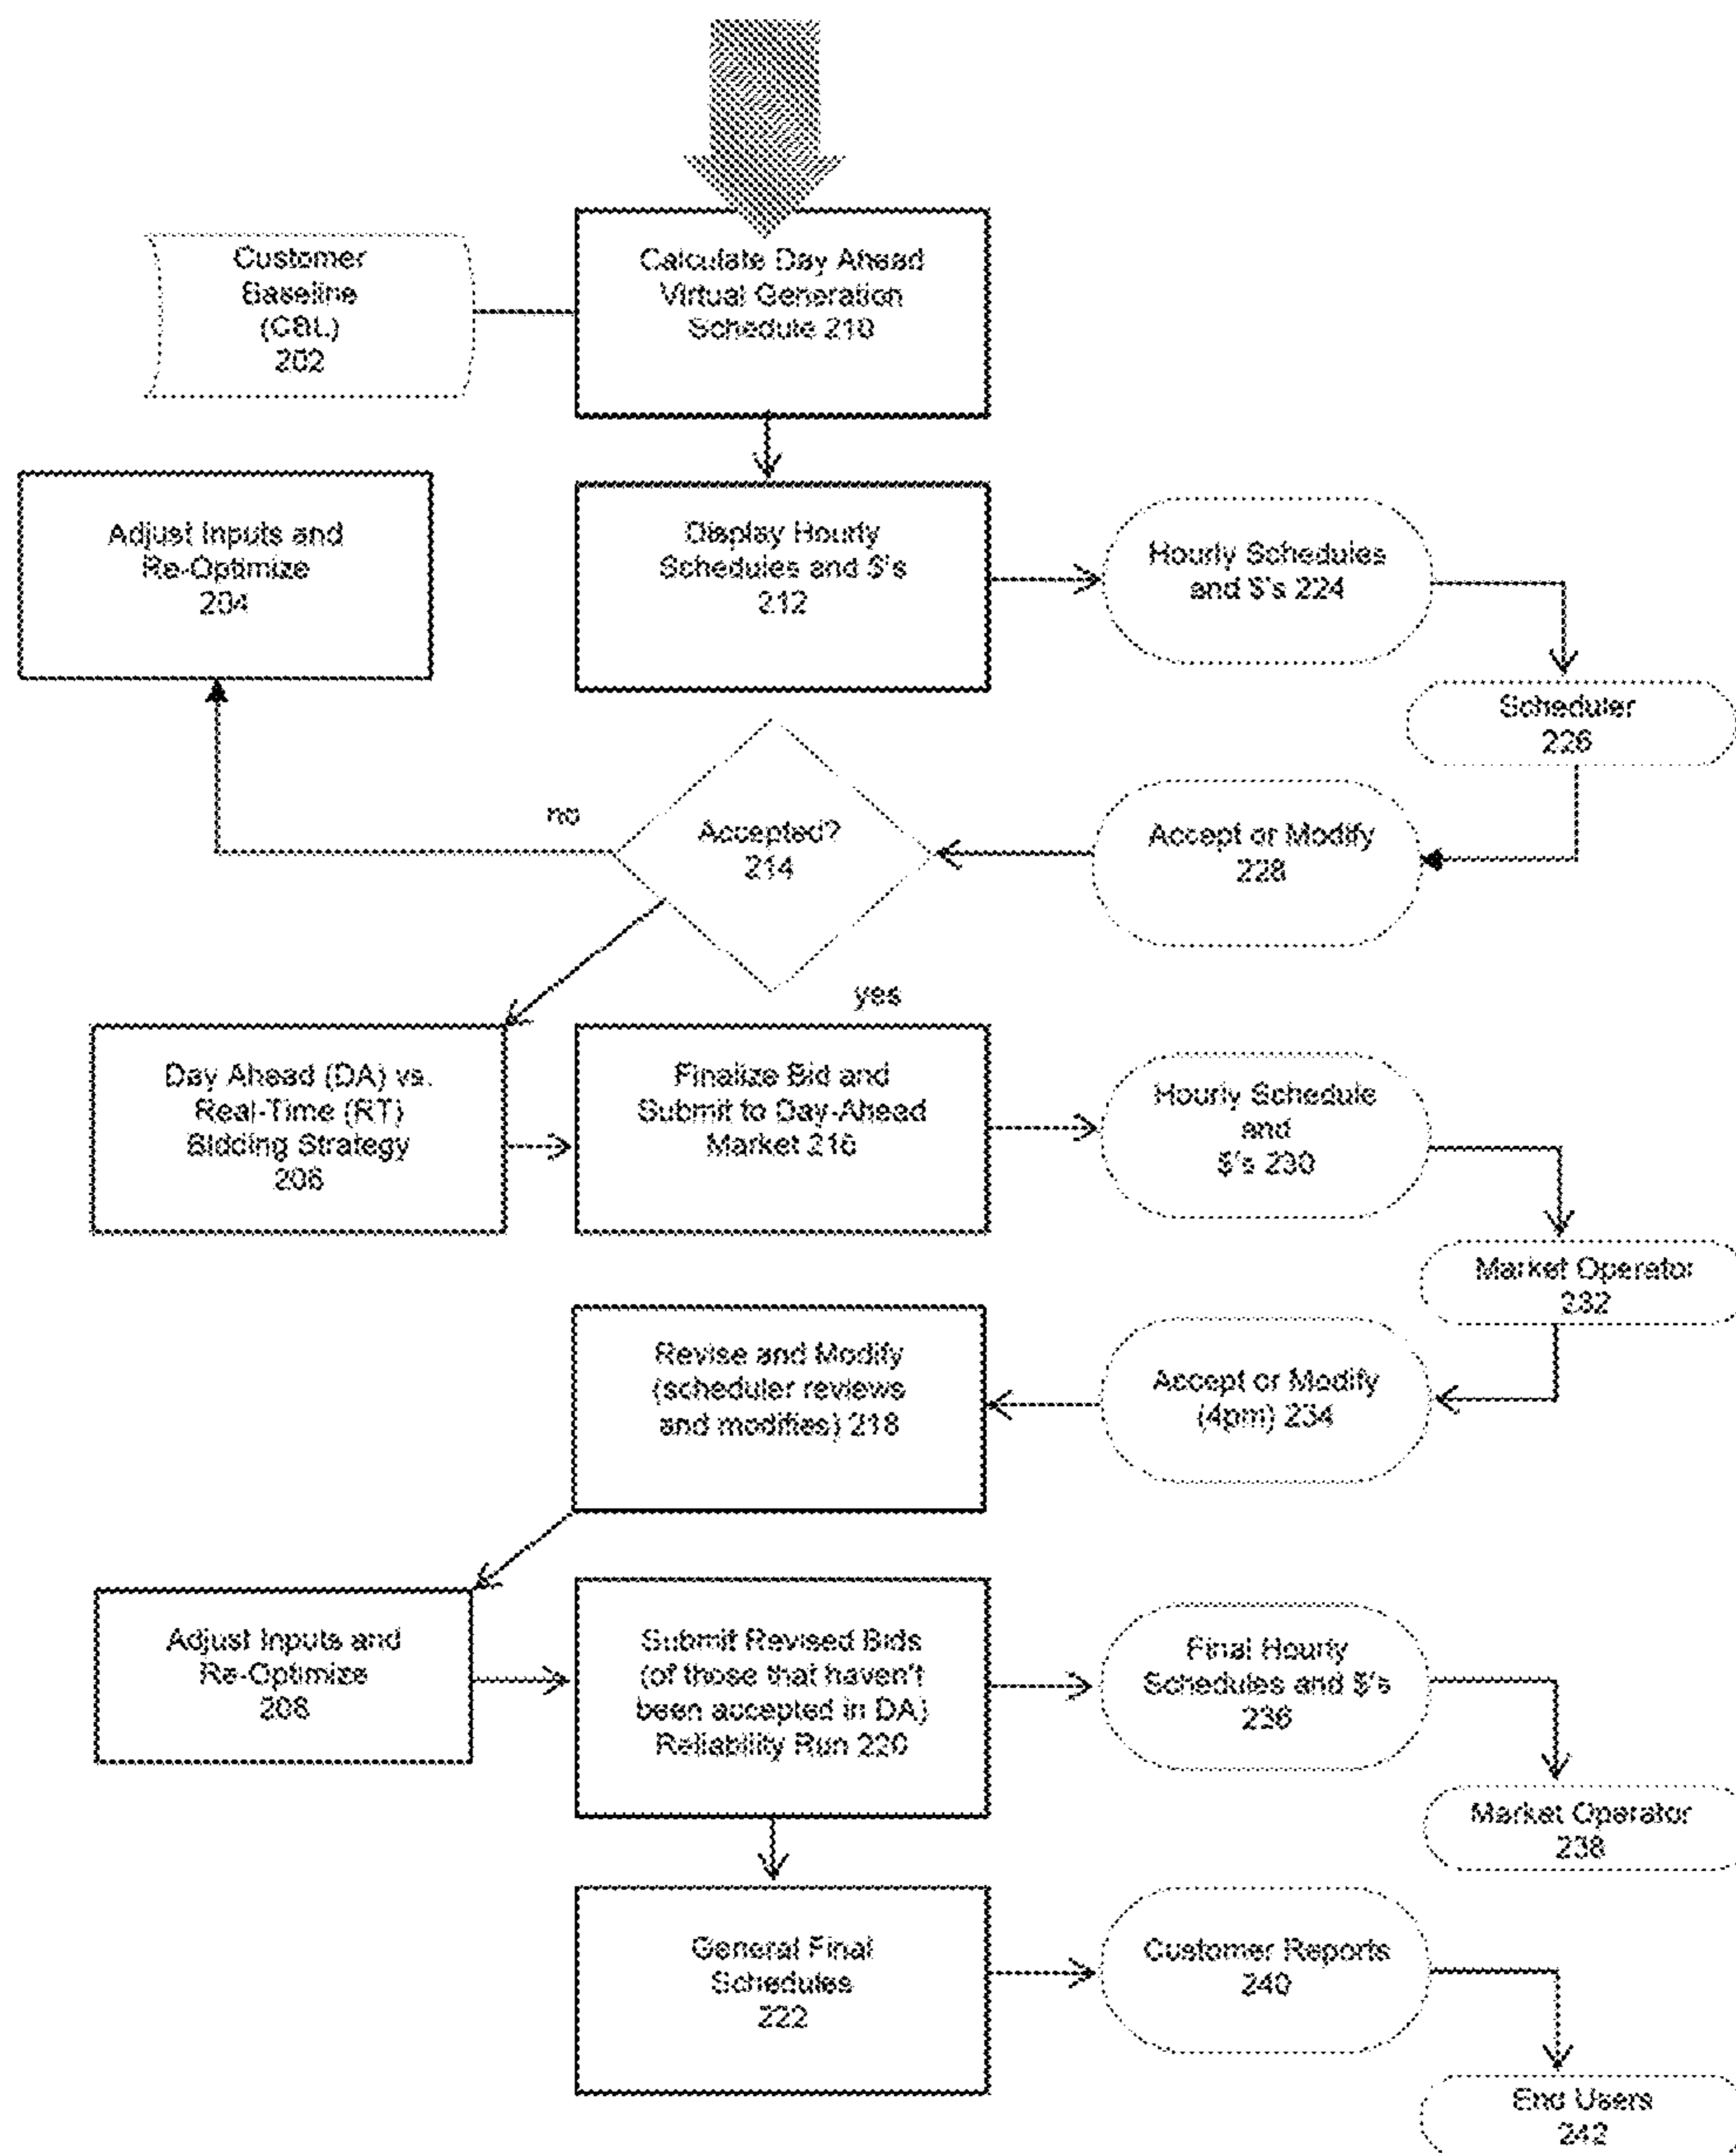 Customer
Baseline
(CBL)
202
Calculate Day Ahead
Virtual Generation
Schedule 210
Adjust Inputs and
Re-Optimize
204
Display Hourly
Schedules and $'s
212
Hourly Schedules
and $'s 224
Scheduler
226
no
Accepted?
214
Accept or Modify
228
yes
Day Ahead (DA) vs.
Real-Time (RT)
Bidding Strategy
206
Finalize Bid and
Submit to Day-Ahead
Market 216
Hourly Schedule
and
$'s 230
Market Operator
232
Revise and Modify
(scheduler reviews
and modifies) 218
Accept or Modify
(4pm) 234
Adjust Inputs and
Re-Optimize
208
Submit Revised Bids
(of those that haven't
been accepted in DA)
Reliability Run 220
Final Hourly
Schedules and $'s
236
Market Operator
238
General Final
Schedules
222
Customer Reports
240
End Users
242